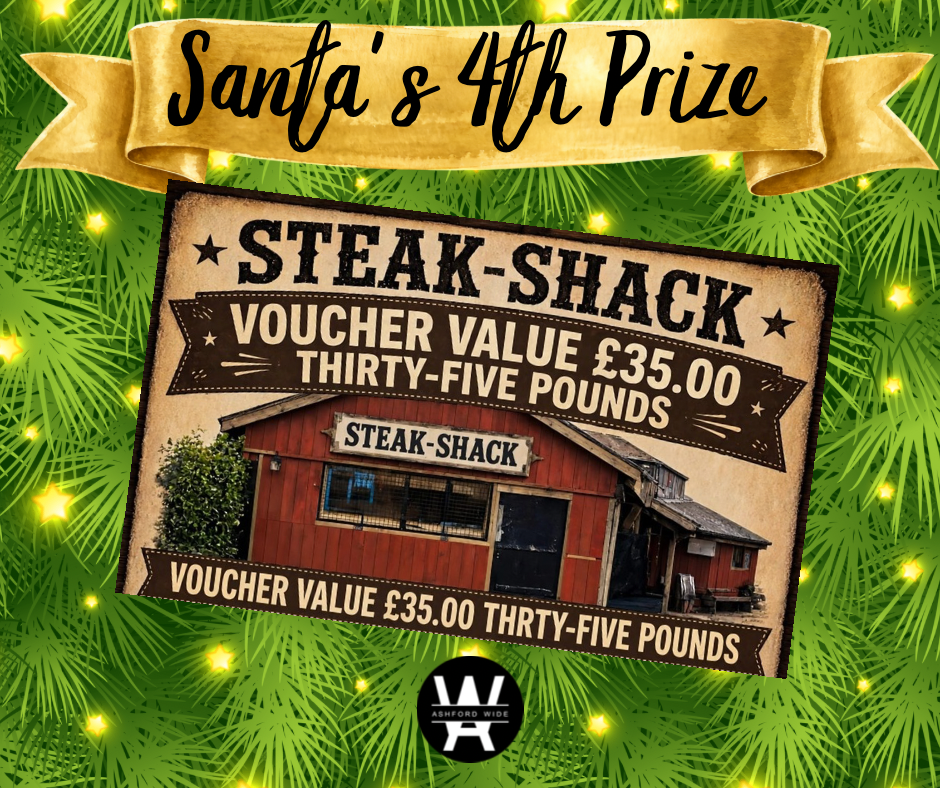 Santa's 4th Prize
STEAK-SHACK
VOUCHER VALUE £35.00
THIRTY-FIVE POUNDS
STEAK-SHACK
VOUCHER VALUE £35.00 THRTY-FIVE POUNDS
WA
ASHFORD WIDE